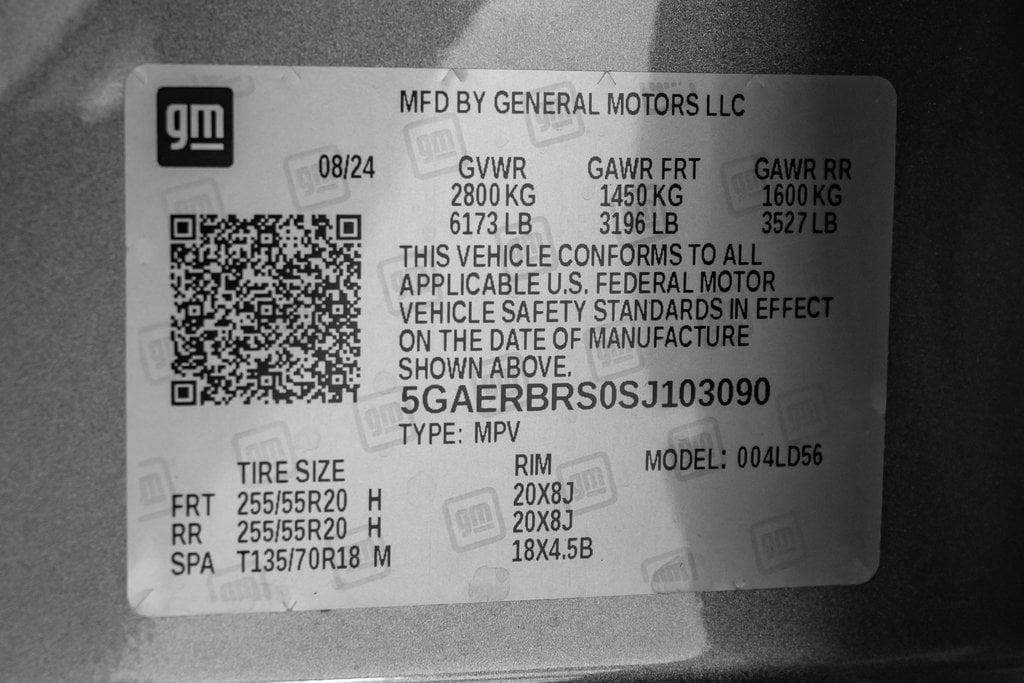 gm
MFD BY GENERAL MOTORS LLC
08/24 GVWR GAWR FRT GAWR RR
2800 KG 1450 KG 1600 KG
6173 LB 3196 LB 3527 LB
THIS VEHICLE CONFORMS TO ALL
APPLICABLE U.S. FEDERAL MOTOR
VEHICLE SAFETY STANDARDS IN EFFECT
ON THE DATE OF MANUFACTURE
SHOWN ABOVE.
5GAERBRS0SJ103090
TYPE: MPV
TIRE SIZE RIM MODEL: 004LD56
FRT 255/55R20 H 20X8J
RR 255/55R20 H 20X8J
SPA T135/70R18 M 18X4.5B